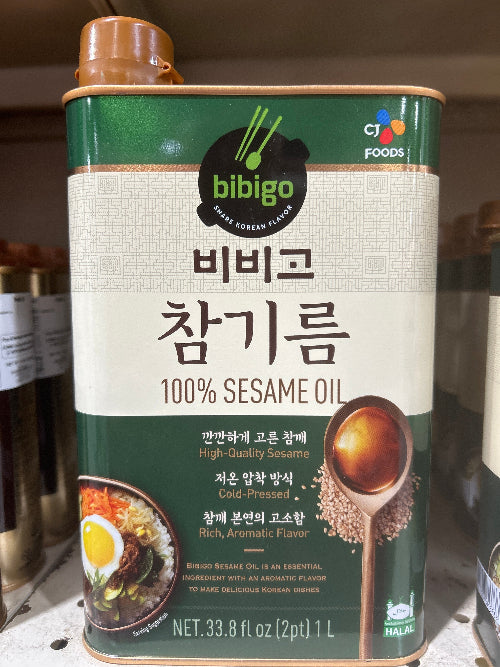 bibigo
SHARE KOREAN FLAVOR
CJ
FOODS
비비고
참기름
100% SESAME OIL
깐깐하게 고른 참깨
High-Quality Sesame
저온 압착 방식
Cold-Pressed
참깨 본연의 고소함
Rich, Aromatic Flavor
BIBIGO SESAME OIL IS AN ESSENTIAL
INGREDIENT WITH AN AROMATIC FLAVOR
TO MAKE DELICIOUS KOREAN DISHES
Serving Suggestion
NET.33.8 fl oz (2pt) 1 L
HALAL